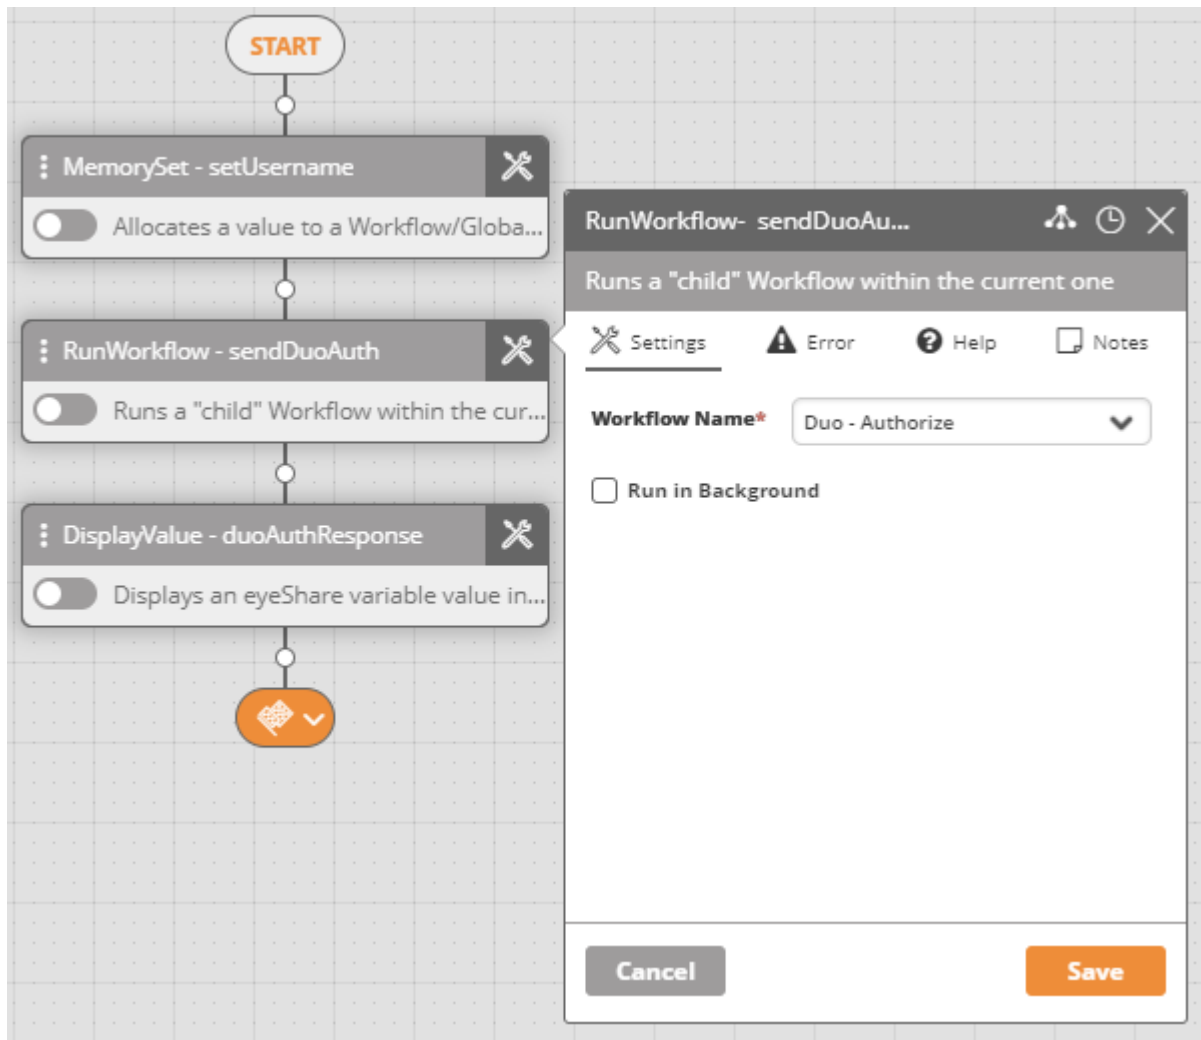 START
MemorySet - setUsername
Allocates a value to a Workflow/Globa...
RunWorkflow - sendDuoAuth
Runs a "child" Workflow within the cur...
DisplayValue - duoAuthResponse
Displays an eyeShare variable value in...
RunWorkflow- sendDuoAu...
Runs a "child" Workflow within the current one
Settings Error Help Notes
Workflow Name* Duo - Authorize
Run in Background
Cancel Save